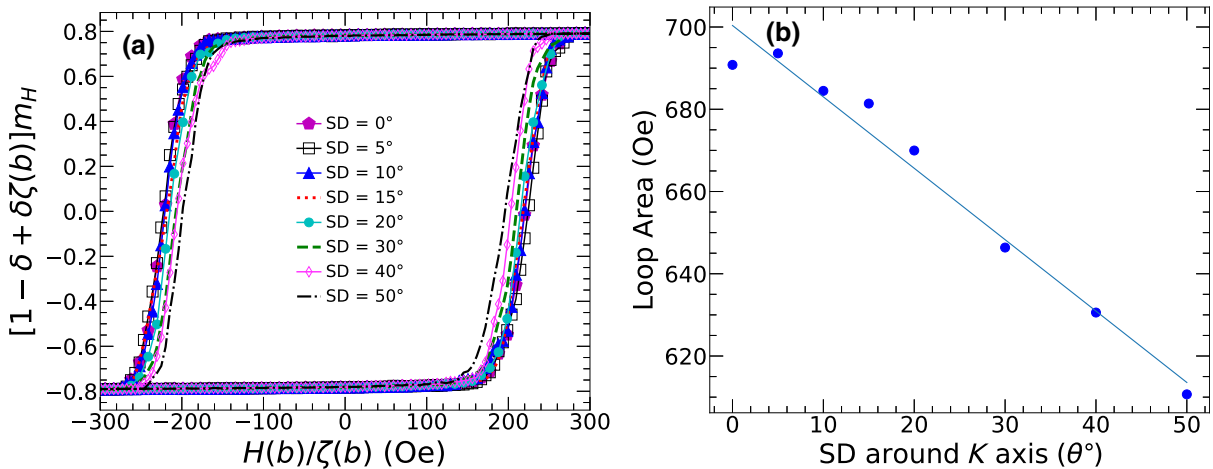 (a)
[1 − δ + δζ(b)]m_H
0.8
0.6
0.4
0.2
0.0
−0.2
−0.4
−0.6
−0.8
SD = 0°
SD = 5°
SD = 10°
SD = 15°
SD = 20°
SD = 30°
SD = 40°
SD = 50°
−300 −200 −100 0 100 200 300
H(b)/ζ(b) (Oe)
(b)
Loop Area (Oe)
700
680
660
640
620
0 10 20 30 40 50
SD around K axis (θ°)